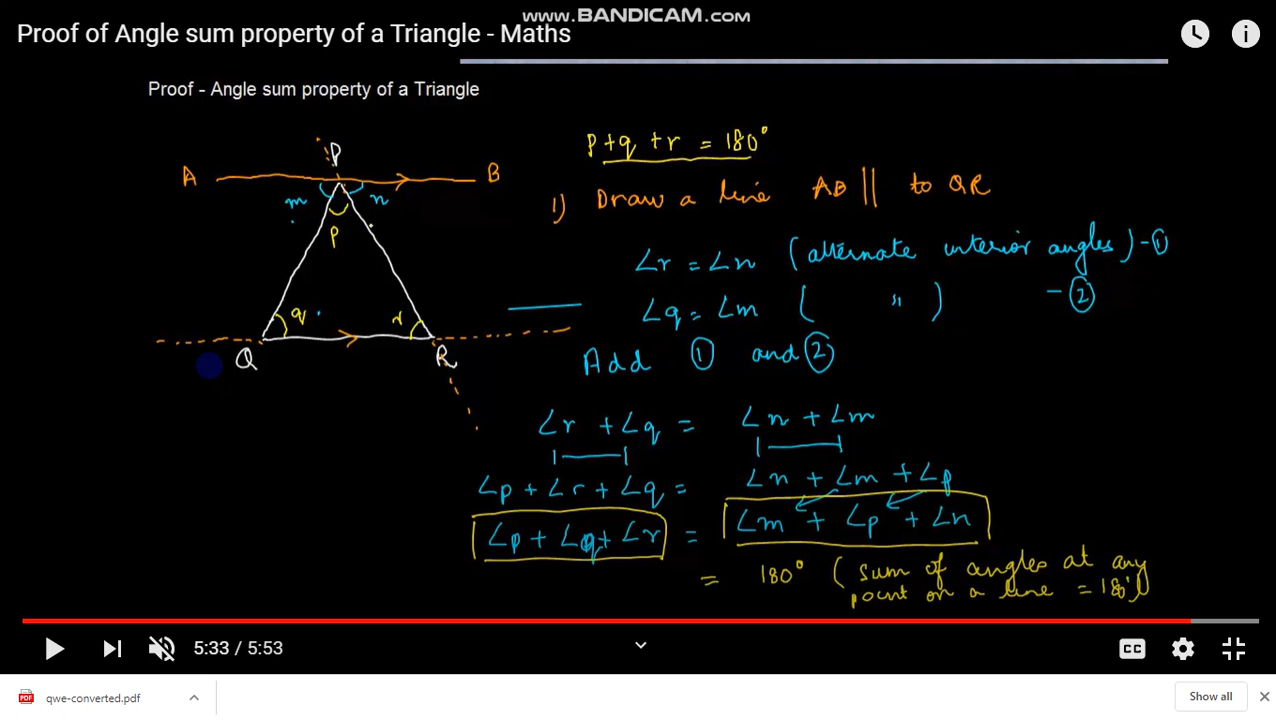 www.BANDICAM.com
Proof of Angle sum property of a Triangle - Maths
Proof - Angle sum property of a Triangle
p+q+r = 180°
P
A B
1) Draw a line AB || to QR
m n
p
∠r = ∠n (alternate interior angles) - ①
∠q = ∠m ( " ) - ②
q r
Q R
Add ① and ②
∠r + ∠q = ∠n + ∠m
∠p + ∠r + ∠q = ∠n + ∠m + ∠p
∠p + ∠q + ∠r = ∠m + ∠p + ∠n
= 180° (Sum of angles at any
point on a line = 180°)
5:33 / 5:53
CC
PDF qwe-converted.pdf
Show all